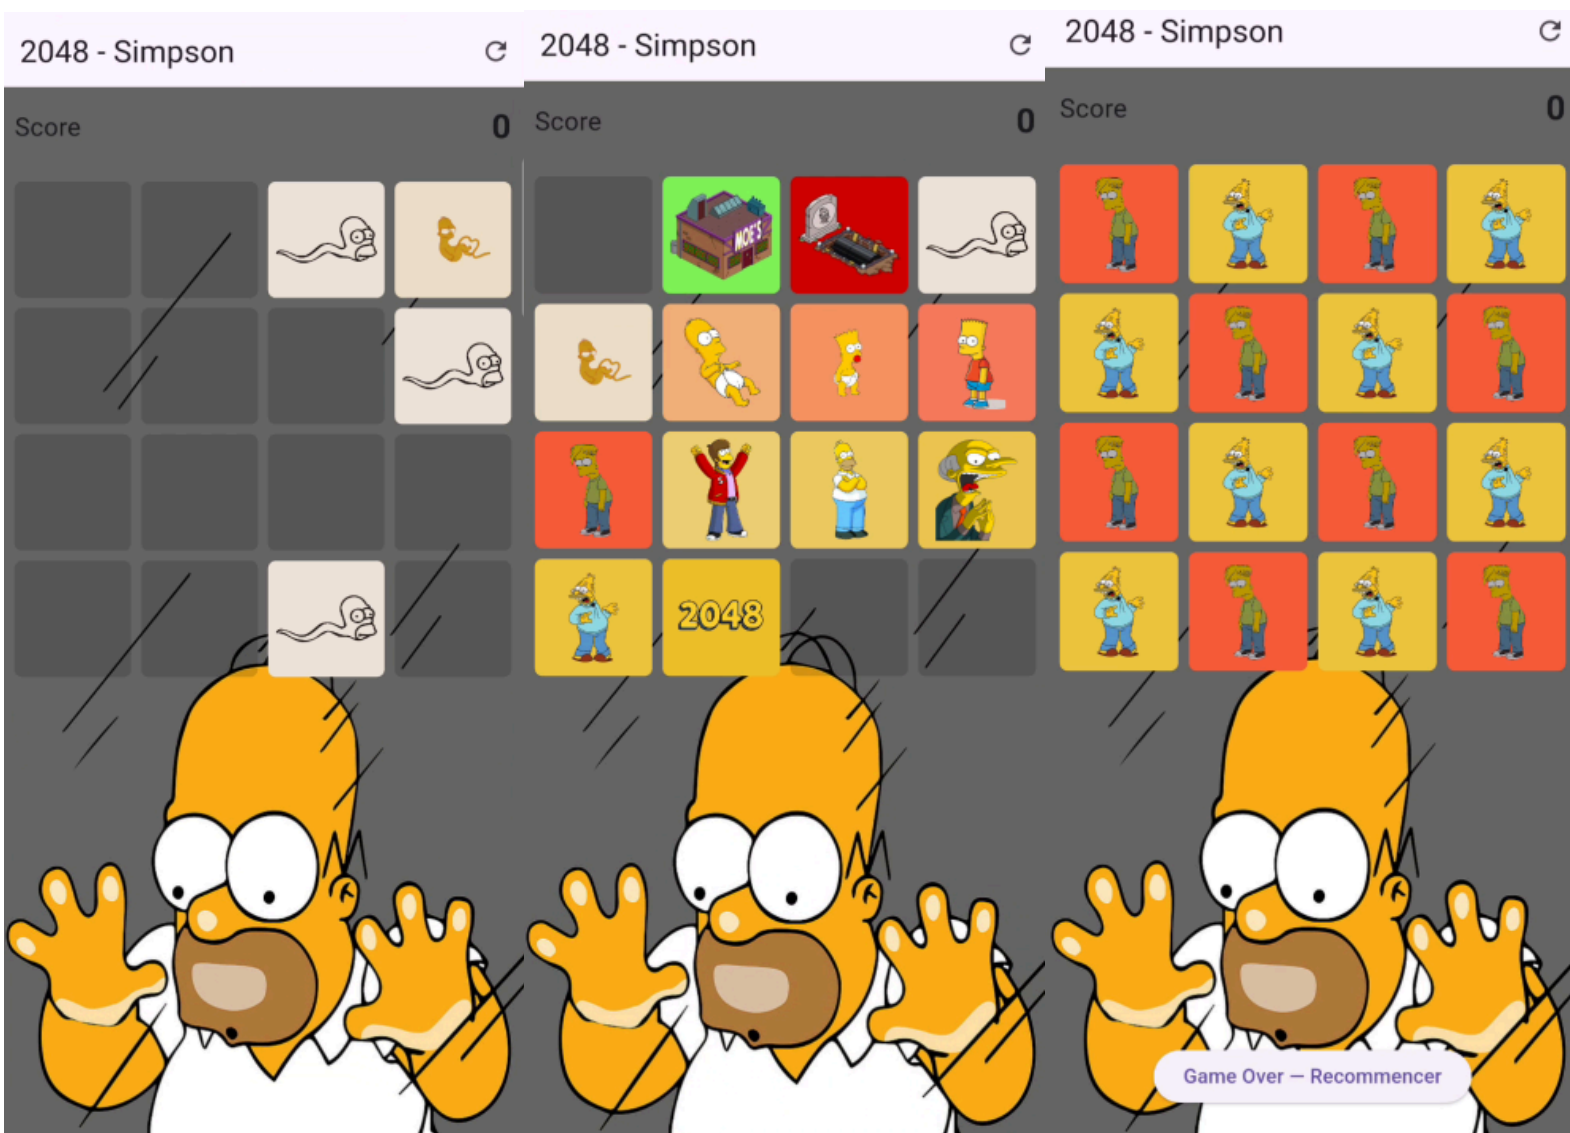 2048 - Simpson
Score
0
2048 - Simpson
Score
0
MOE'S
2048
2048 - Simpson
Score
0
Game Over — Recommencer